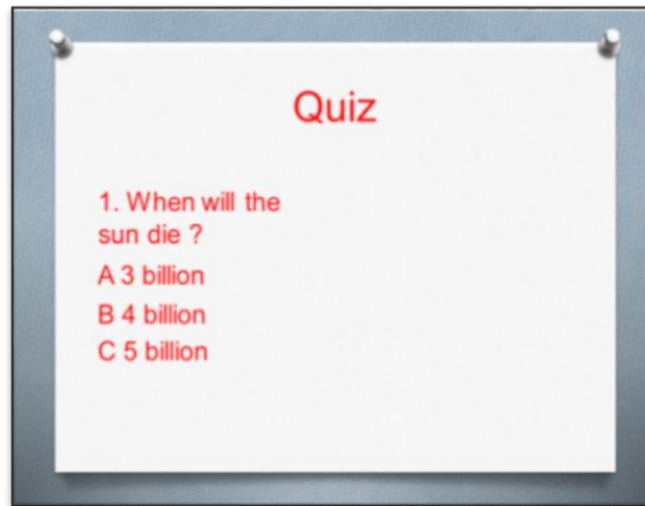 Quiz
1. When will the
sun die ?
A 3 billion
B 4 billion
C 5 billion